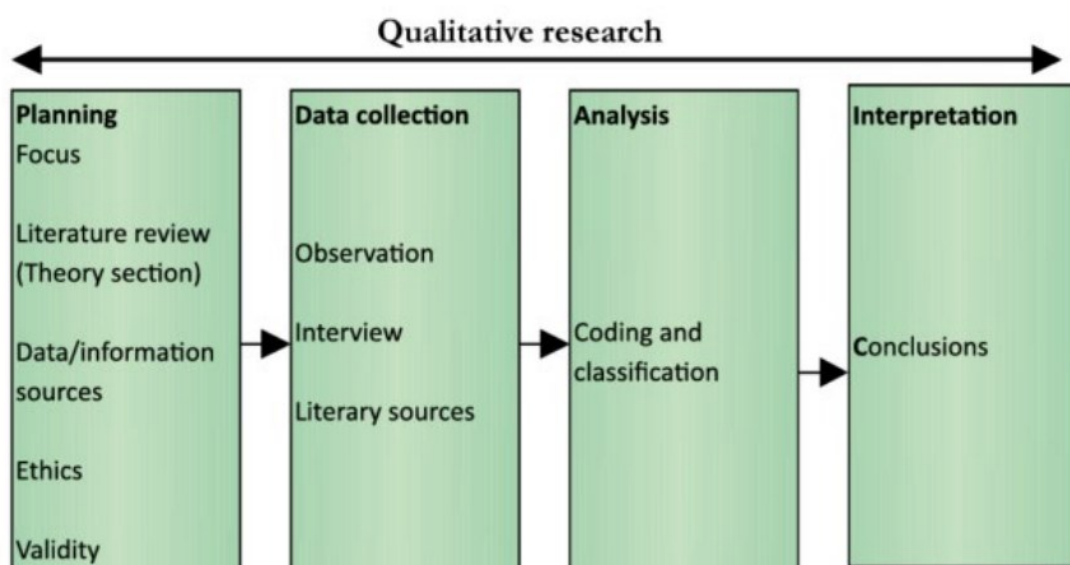 Qualitative research
Planning
Focus
Literature review
(Theory section)
Data/information
sources
Ethics
Validity
Data collection
Observation
Interview
Literary sources
Analysis
Coding and
classification
Interpretation
Conclusions